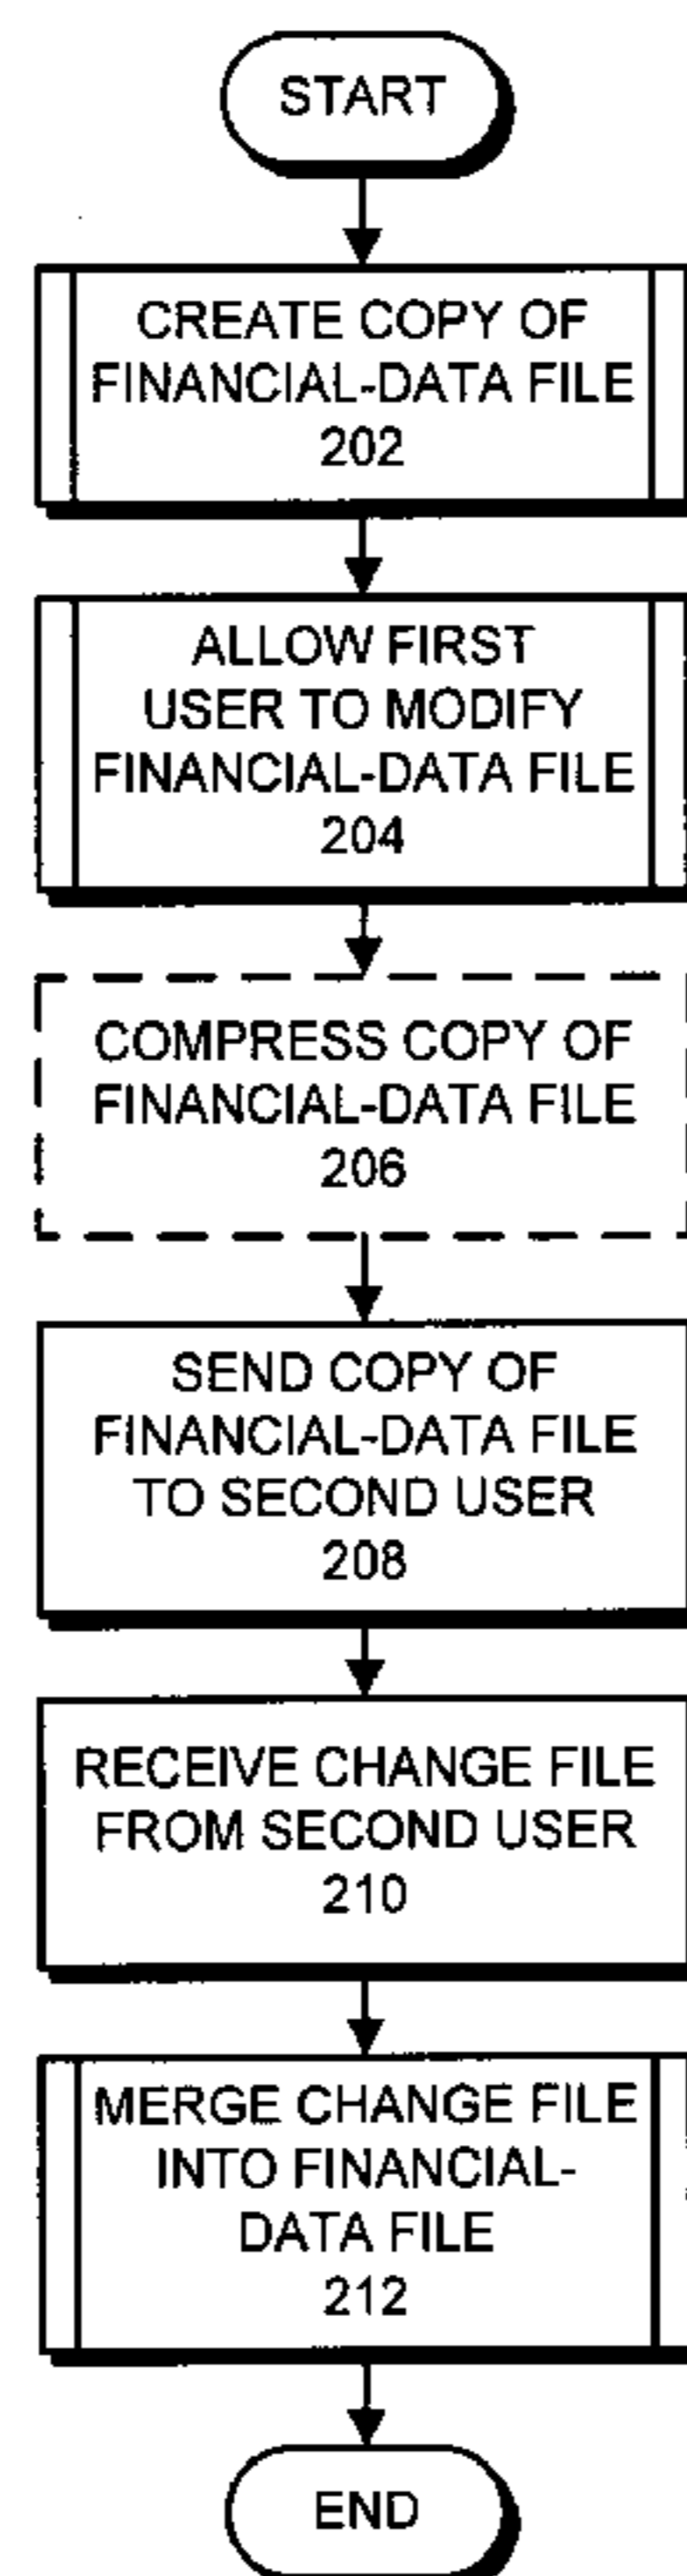 START
CREATE COPY OF
FINANCIAL-DATA FILE
202
ALLOW FIRST
USER TO MODIFY
FINANCIAL-DATA FILE
204
COMPRESS COPY OF
FINANCIAL-DATA FILE
206
SEND COPY OF
FINANCIAL-DATA FILE
TO SECOND USER
208
RECEIVE CHANGE FILE
FROM SECOND USER
210
MERGE CHANGE FILE
INTO FINANCIAL-
DATA FILE
212
END